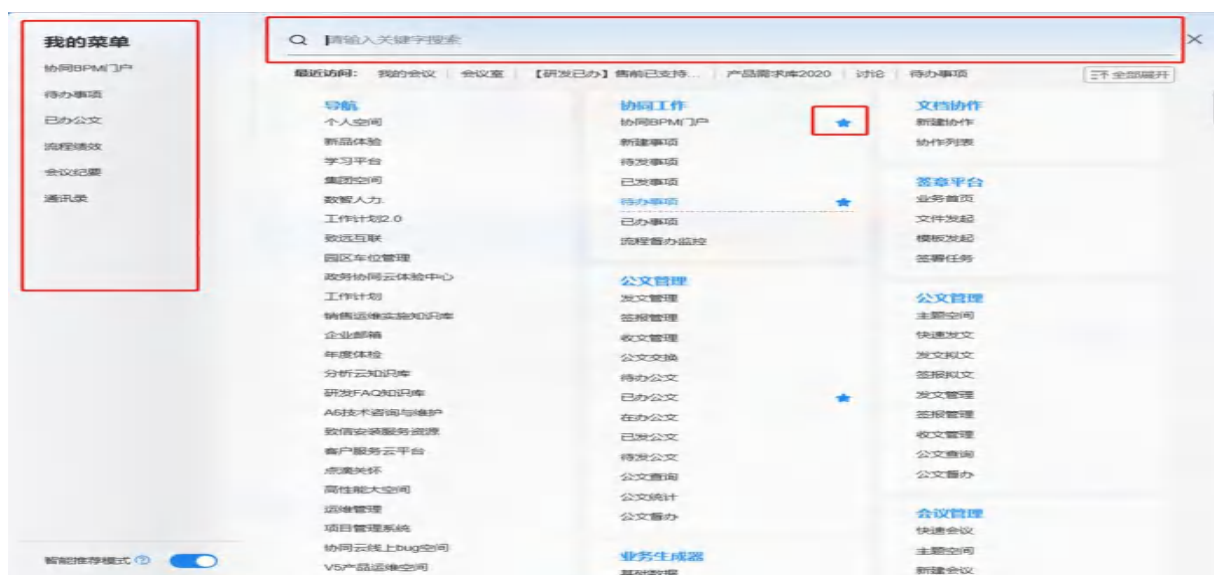 我的菜单
协同BPM门户
待办事项
已办公文
流程绩效
会议纪要
通讯录
智能推荐模式
请输入关键字搜索
最近访问： 我的会议 会议室 【研发已办】售前已支持... 产品需求库2020 讨论 待办事项 全部展开
导航
个人空间
新品体验
学习平台
集团空间
数智人力
工作计划2.0
致远互联
园区车位管理
政务协同云体验中心
工作计划
销售运维实施知识库
企业邮箱
年度体检
分析云知识库
研发FAQ知识库
A6技术咨询与维护
致信安装服务资源
客户服务云平台
点滴关怀
高性能大空间
运维管理
项目管理系统
协同云线上bug空间
V5产品运维空间
协同工作
协同BPM门户
新建事项
待发事项
已发事项
待办事项
已办事项
流程督办监控
公文管理
发文管理
签报管理
收文管理
公文交换
待办公文
已办公文
在办公文
已发公文
待发公文
公文查询
公文统计
公文督办
业务生成器
基础数据
文档协作
新建协作
协作列表
签章平台
业务首页
文件发起
模板发起
签署任务
公文管理
主题空间
快速发文
发文拟文
签报拟文
发文管理
签报管理
收文管理
公文查询
公文督办
会议管理
快速会议
主题空间
新建会议